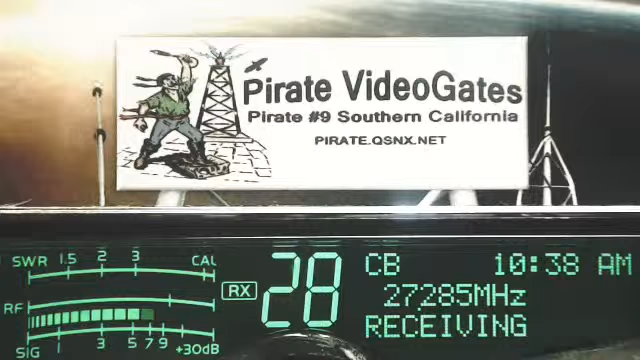 Pirate VideoGates
Pirate #9 Southern California
PIRATE.QSNX.NET
SWR 1.5 2 3 CAL
RF
SIG 1 3 5 7 9 +30dB
RX
28
CB 10:38 AM
27285MHz
RECEIVING